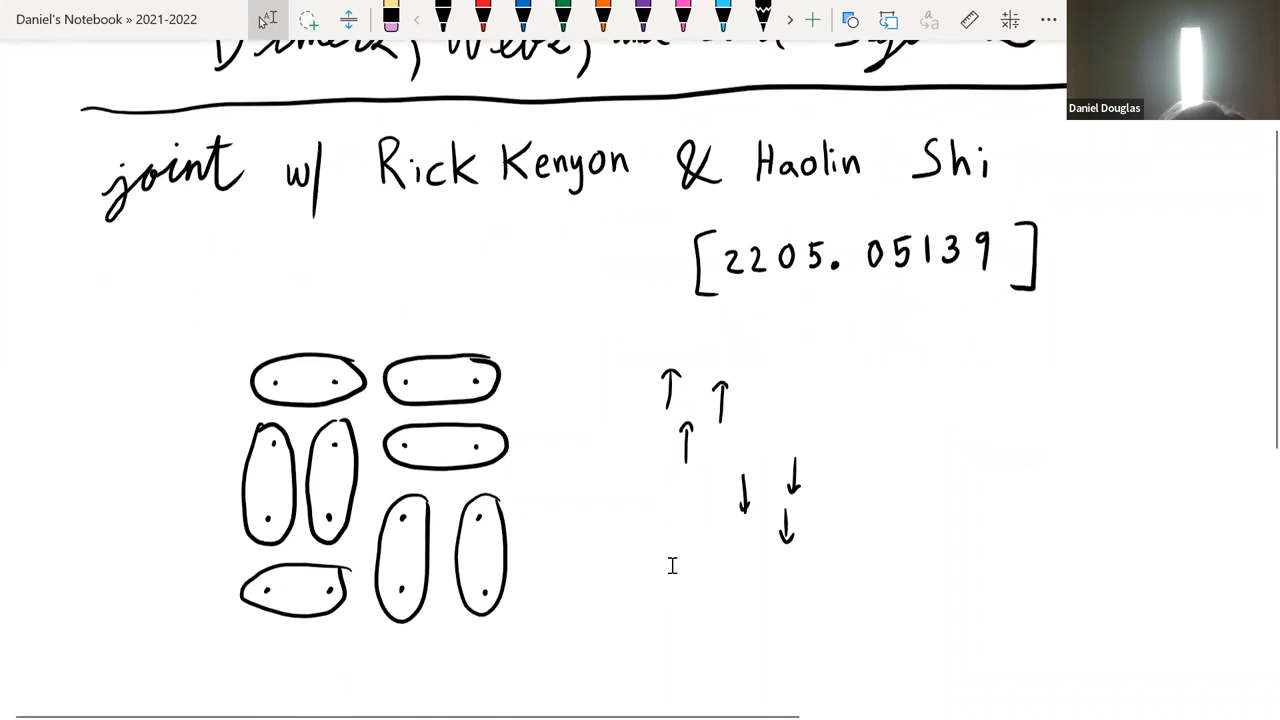 Daniel's Notebook » 2021-2022
Daniel Douglas
joint w/ Rick Kenyon & Haolin Shi
[2205.05139]